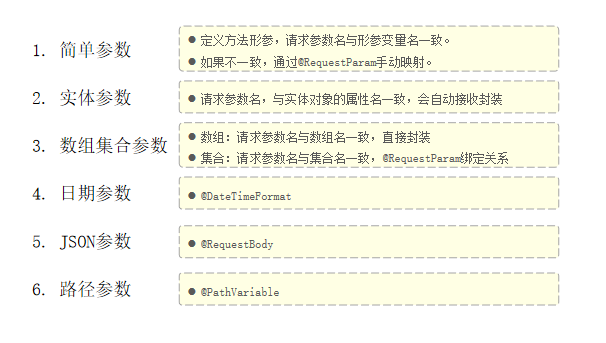 1. 简单参数
● 定义方法形参，请求参数名与形参变量名一致。
● 如果不一致，通过@RequestParam手动映射。
2. 实体参数
● 请求参数名，与实体对象的属性名一致，会自动接收封装
3. 数组集合参数
● 数组：请求参数名与数组名一致，直接封装
● 集合：请求参数名与集合名一致，@RequestParam绑定关系
4. 日期参数
● @DateTimeFormat
5. JSON参数
● @RequestBody
6. 路径参数
● @PathVariable